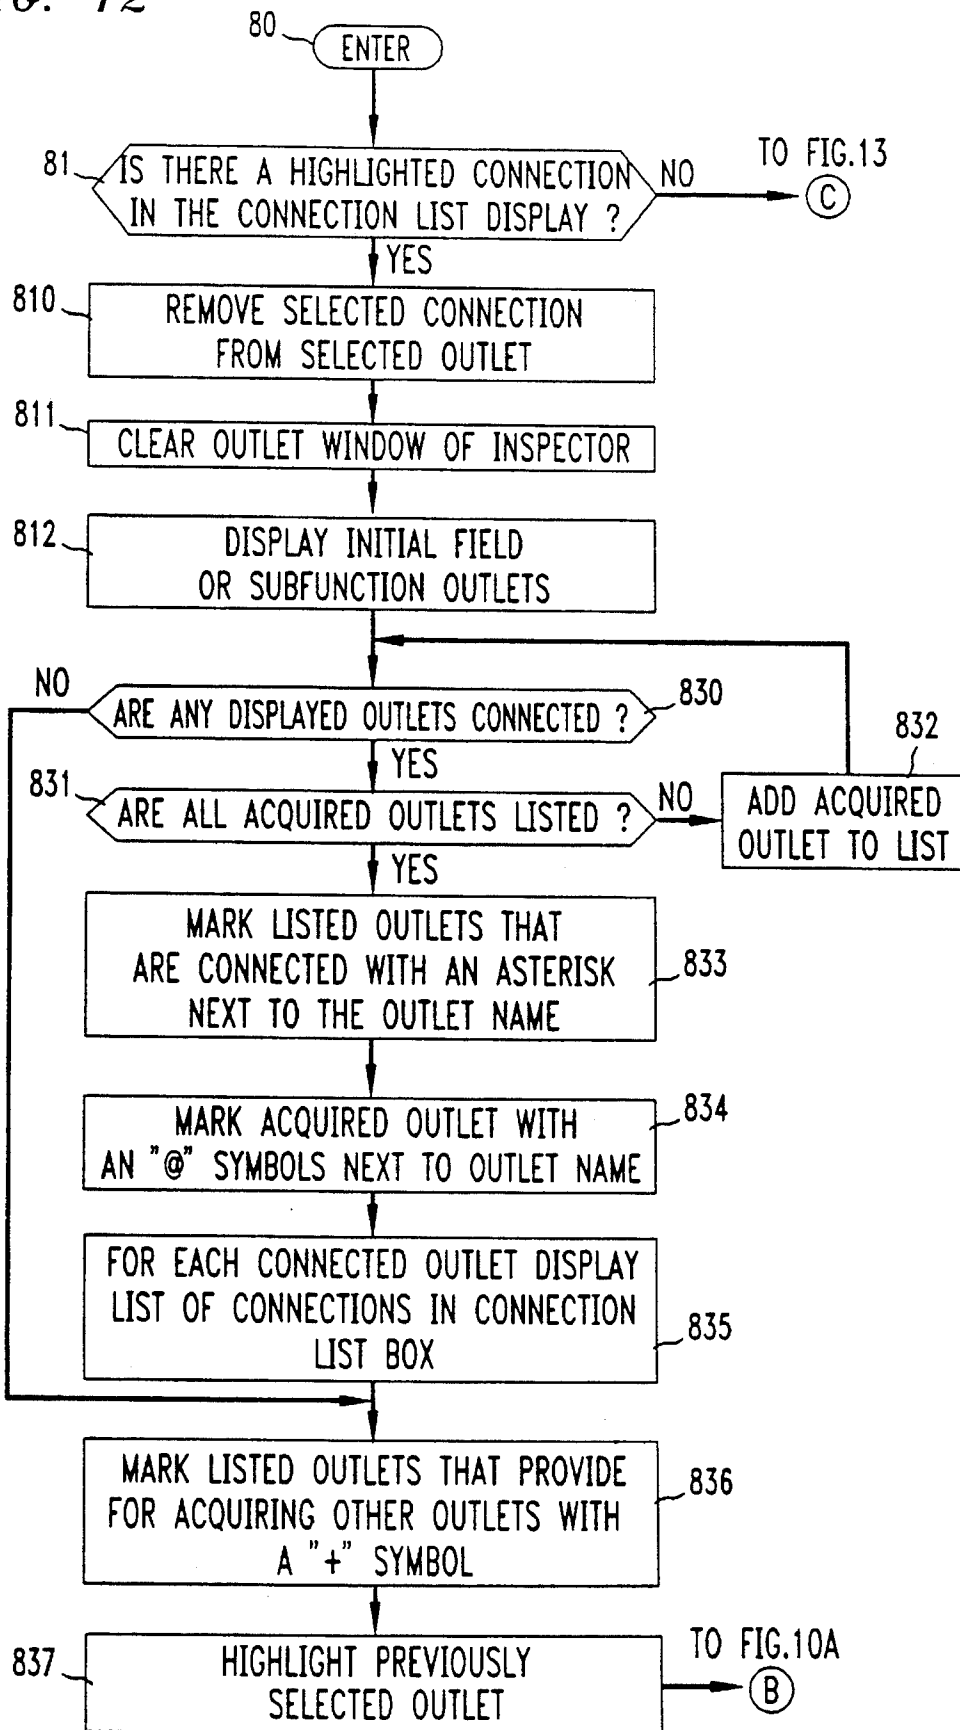 FIG. 12
80
ENTER
81
IS THERE A HIGHLIGHTED CONNECTION
IN THE CONNECTION LIST DISPLAY ?
NO
TO FIG.13
C
YES
810
REMOVE SELECTED CONNECTION
FROM SELECTED OUTLET
811
CLEAR OUTLET WINDOW OF INSPECTOR
812
DISPLAY INITIAL FIELD
OR SUBFUNCTION OUTLETS
NO
ARE ANY DISPLAYED OUTLETS CONNECTED ?
830
YES
831
ARE ALL ACQUIRED OUTLETS LISTED ?
NO
832
ADD ACQUIRED
OUTLET TO LIST
YES
MARK LISTED OUTLETS THAT
ARE CONNECTED WITH AN ASTERISK
NEXT TO THE OUTLET NAME
833
MARK ACQUIRED OUTLET WITH
AN "@" SYMBOLS NEXT TO OUTLET NAME
834
FOR EACH CONNECTED OUTLET DISPLAY
LIST OF CONNECTIONS IN CONNECTION
LIST BOX
835
MARK LISTED OUTLETS THAT PROVIDE
FOR ACQUIRING OTHER OUTLETS WITH
A "+" SYMBOL
836
837
HIGHLIGHT PREVIOUSLY
SELECTED OUTLET
TO FIG.10A
B